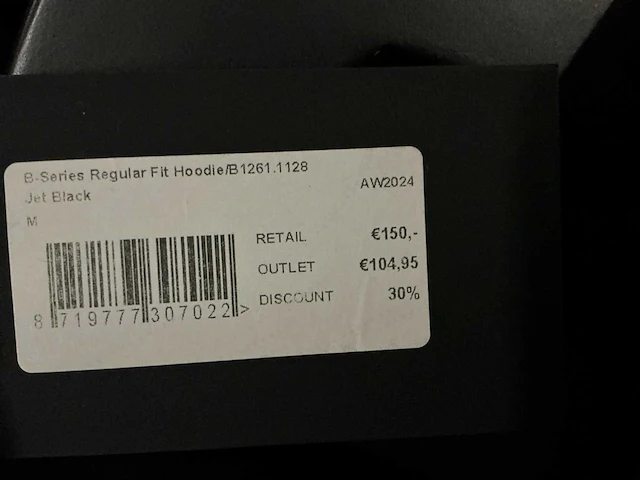 B-Series Regular Fit Hoodie/B1261.1128
Jet Black
AW2024
M
RETAIL €150,-
OUTLET €104,95
DISCOUNT 30%
8 719777 307022 >